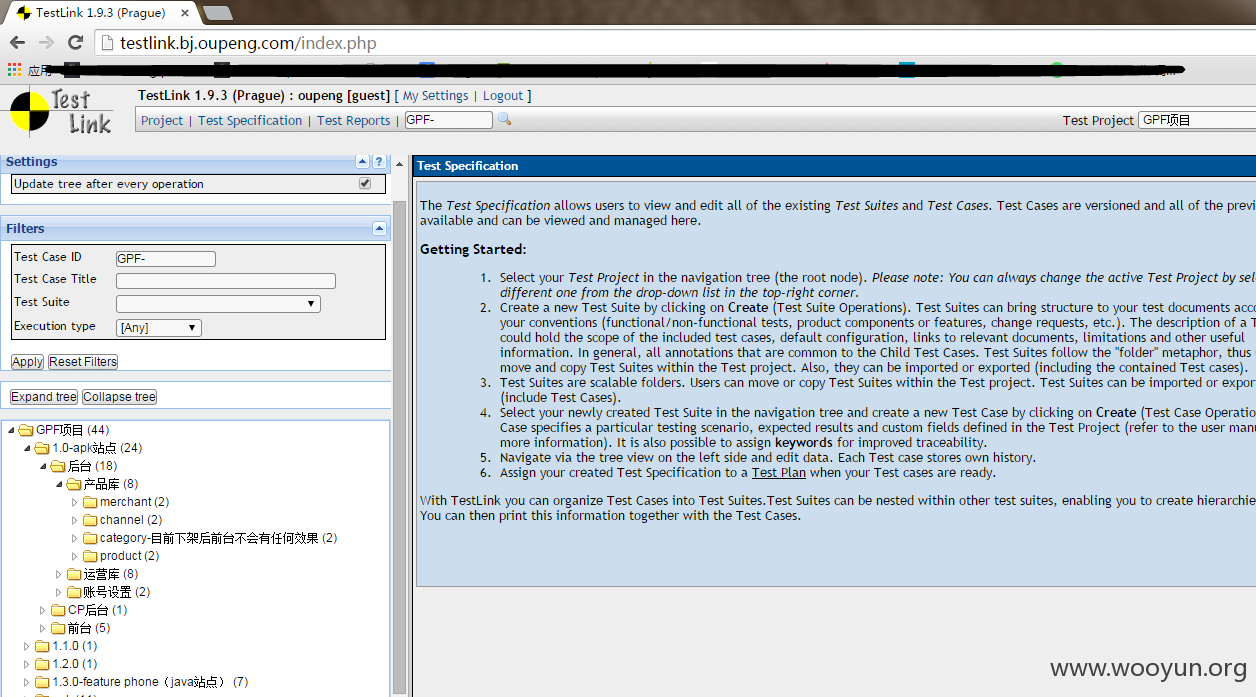 TestLink 1.9.3 (Prague)
testlink.bj.oupeng.com/index.php
应用
Test Link
TestLink 1.9.3 (Prague) : oupeng [guest] [ My Settings | Logout ]
Project | Test Specification | Test Reports | GPF-
Test Project GPF项目
Settings
Update tree after every operation
Filters
Test Case ID GPF-
Test Case Title
Test Suite
Execution type [Any]
Apply Reset Filters
Expand tree Collapse tree
GPF项目 (44)
1.0-apk站点 (24)
后台 (18)
产品库 (8)
merchant (2)
channel (2)
category-目前下架后前台不会有任何效果 (2)
product (2)
运营库 (8)
账号设置 (2)
CP后台 (1)
前台 (5)
1.1.0 (1)
1.2.0 (1)
1.3.0-feature phone（java站点） (7)
Test Specification
The Test Specification allows users to view and edit all of the existing Test Suites and Test Cases. Test Cases are versioned and all of the previ
available and can be viewed and managed here.
Getting Started:
1. Select your Test Project in the navigation tree (the root node). Please note: You can always change the active Test Project by sel
different one from the drop-down list in the top-right corner.
2. Create a new Test Suite by clicking on Create (Test Suite Operations). Test Suites can bring structure to your test documents acco
your conventions (functional/non-functional tests, product components or features, change requests, etc.). The description of a T
could hold the scope of the included test cases, default configuration, links to relevant documents, limitations and other useful
information. In general, all annotations that are common to the Child Test Cases. Test Suites follow the "folder" metaphor, thus
move and copy Test Suites within the Test project. Also, they can be imported or exported (including the contained Test cases).
3. Test Suites are scalable folders. Users can move or copy Test Suites within the Test project. Test Suites can be imported or expor
(include Test Cases).
4. Select your newly created Test Suite in the navigation tree and create a new Test Case by clicking on Create (Test Case Operatio
Case specifies a particular testing scenario, expected results and custom fields defined in the Test Project (refer to the user manu
more information). It is also possible to assign keywords for improved traceability.
5. Navigate via the tree view on the left side and edit data. Each Test case stores own history.
6. Assign your created Test Specification to a Test Plan when your Test cases are ready.
With TestLink you can organize Test Cases into Test Suites.Test Suites can be nested within other test suites, enabling you to create hierarchie
You can then print this information together with the Test Cases.
www.wooyun.org